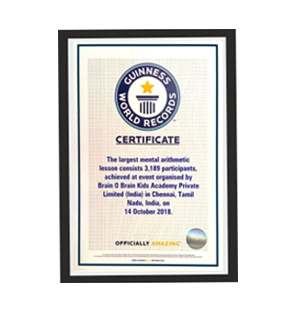 GUINNESS
WORLD RECORDS
CERTIFICATE
The largest mental arithmetic
lesson consists 3,189 participants,
achieved at event organised by
Brain O Brain Kids Academy Private
Limited (India) in Chennai, Tamil
Nadu, India, on
14 October 2018.
OFFICIALLY AMAZING